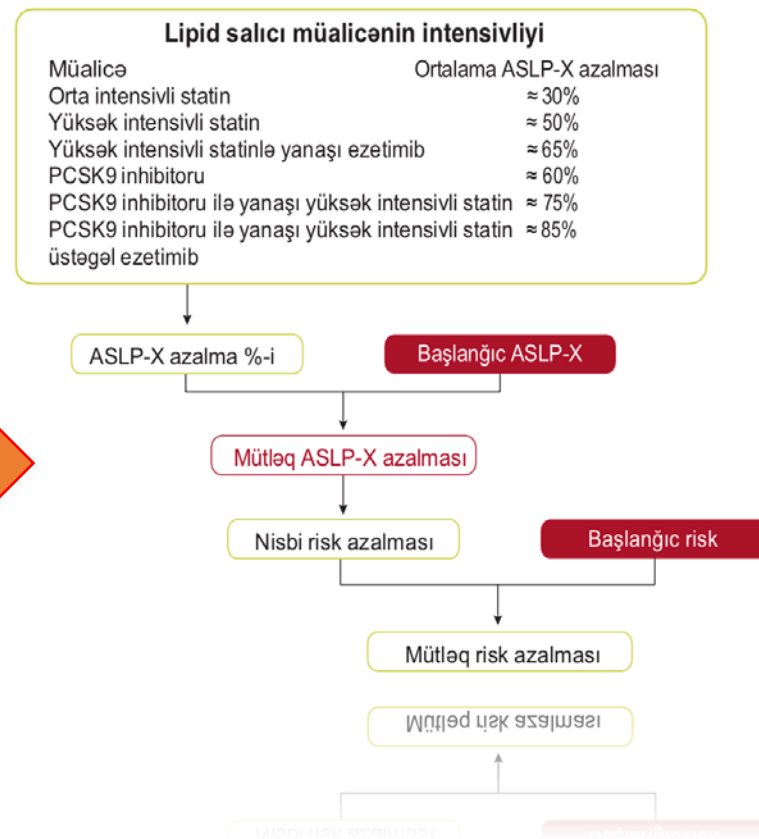 Lipid salıcı müalicənin intensivliyi
Müalicə Ortalama ASLP-X azalması
Orta intensivli statin ≈ 30%
Yüksək intensivli statin ≈ 50%
Yüksək intensivli statinlə yanaşı ezetimib ≈ 65%
PCSK9 inhibitoru ≈ 60%
PCSK9 inhibitoru ilə yanaşı yüksək intensivli statin ≈ 75%
PCSK9 inhibitoru ilə yanaşı yüksək intensivli statin ≈ 85%
üstəgəl ezetimib
ASLP-X azalma %-i Başlanğıc ASLP-X
Mütləq ASLP-X azalması
Nisbi risk azalması Başlanğıc risk
Mütləq risk azalması